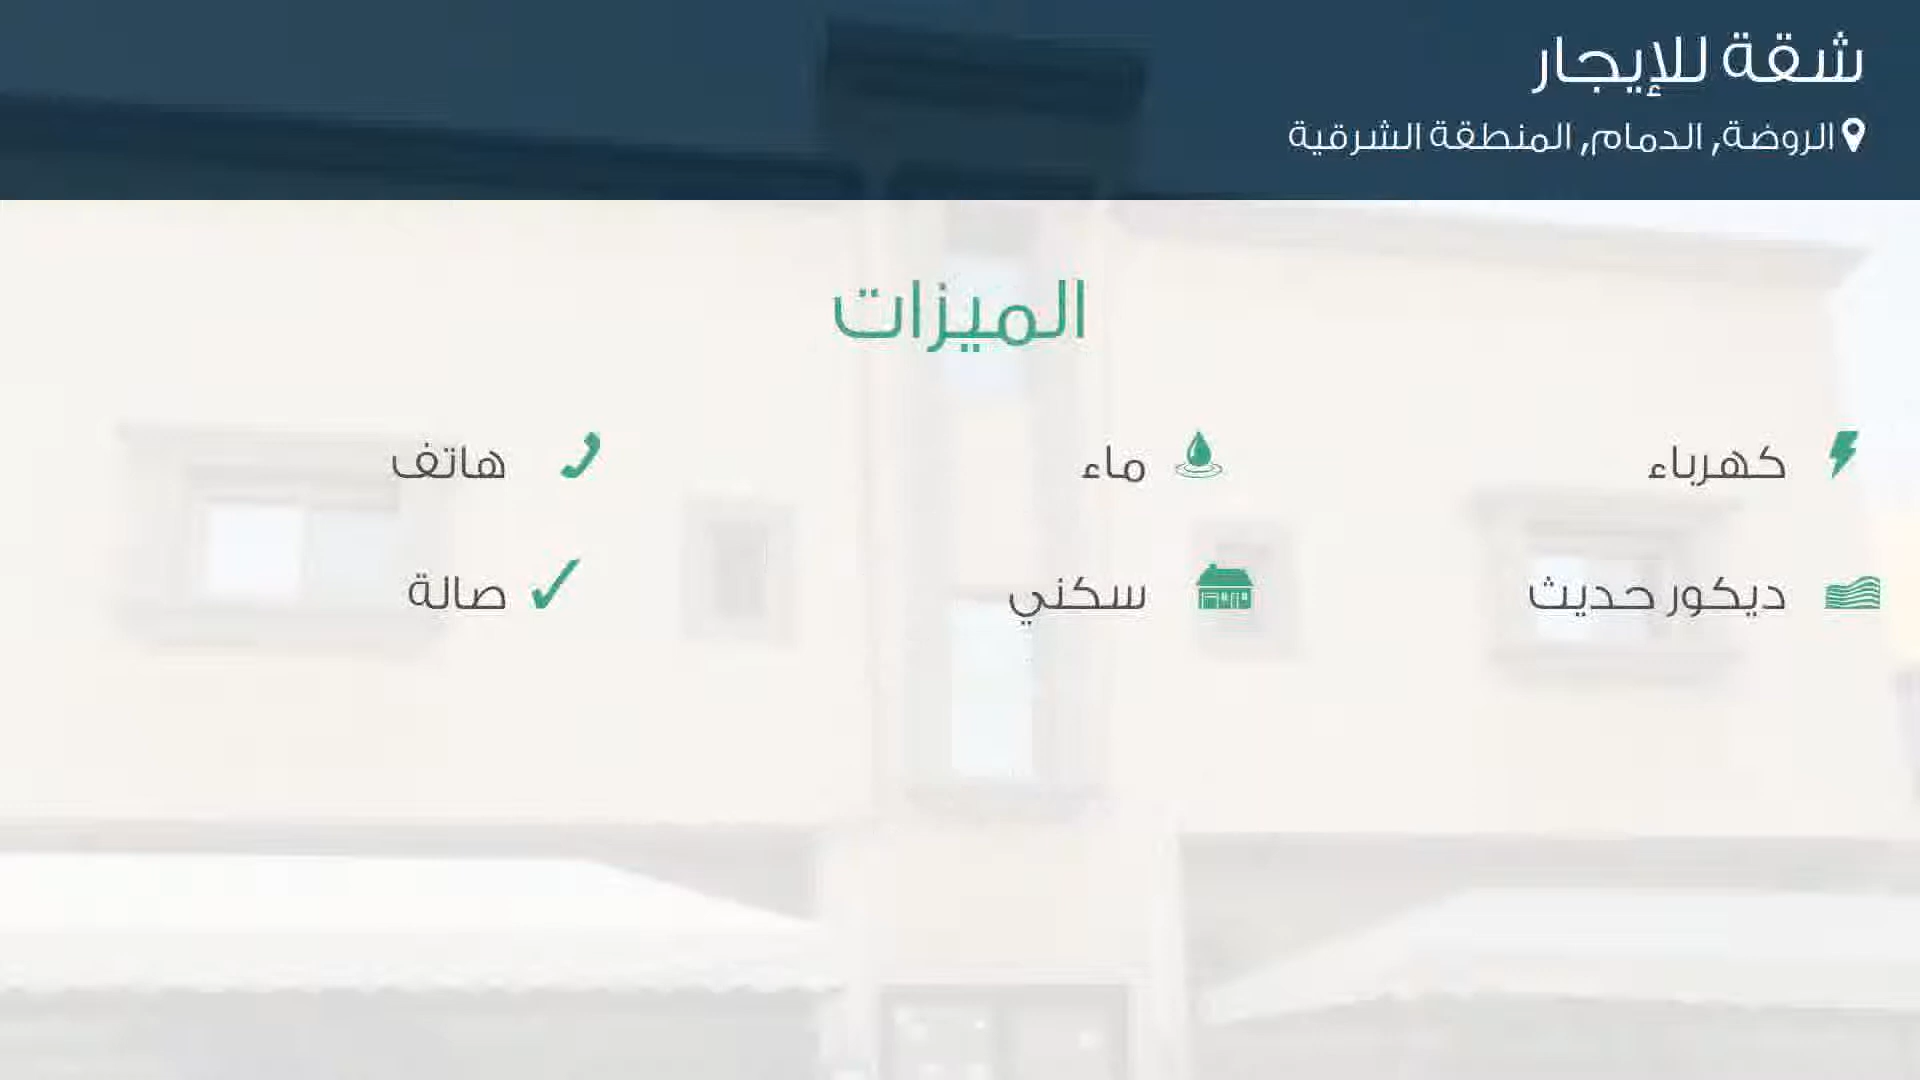 شقة للإيجار
الروضة, الدمام, المنطقة الشرقية
الميزات
كهرباء
ماء
هاتف
ديكور حديث
سكني
صالة